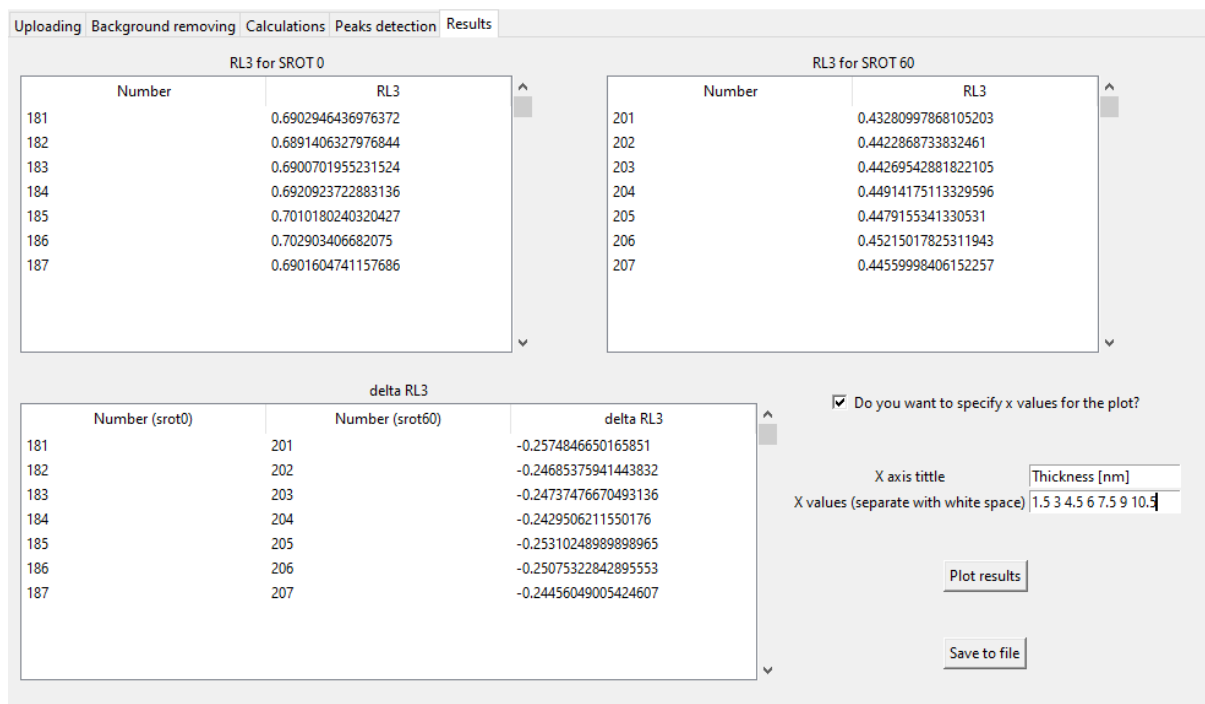 Uploading Background removing Calculations Peaks detection Results
RL3 for SROT 0
Number RL3
181 0.6902946436976372
182 0.6891406327976844
183 0.6900701955231524
184 0.6920923722883136
185 0.7010180240320427
186 0.702903406682075
187 0.6901604741157686
RL3 for SROT 60
Number RL3
201 0.43280997868105203
202 0.4422868733832461
203 0.44269542881822105
204 0.44914175113329596
205 0.4479155341330531
206 0.45215017825311943
207 0.44559998406152257
delta RL3
Number (srot0) Number (srot60) delta RL3
181 201 -0.2574846650165851
182 202 -0.24685375941443832
183 203 -0.24737476670493136
184 204 -0.2429506211550176
185 205 -0.25310248989898965
186 206 -0.25075322842895553
187 207 -0.24456049005424607
Do you want to specify x values for the plot?
X axis tittle Thickness [nm]
X values (separate with white space) 1.5 3 4.5 6 7.5 9 10.5
Plot results
Save to file